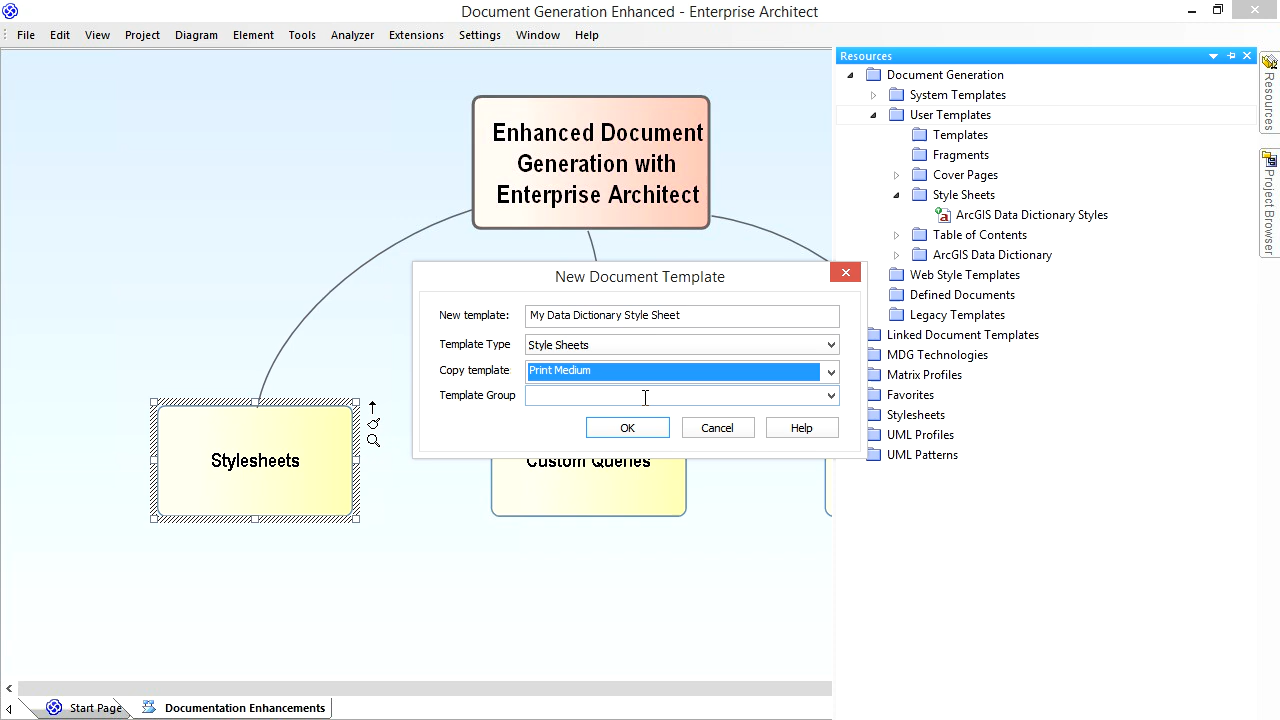 Document Generation Enhanced - Enterprise Architect
File Edit View Project Diagram Element Tools Analyzer Extensions Settings Window Help
Enhanced Document
Generation with
Enterprise Architect
Stylesheets
Custom Queries
New Document Template
New template: My Data Dictionary Style Sheet
Template Type Style Sheets
Copy template Print Medium
Template Group
OK Cancel Help
Resources
Document Generation
System Templates
User Templates
Templates
Fragments
Cover Pages
Style Sheets
ArcGIS Data Dictionary Styles
Table of Contents
ArcGIS Data Dictionary
Web Style Templates
Defined Documents
Legacy Templates
Linked Document Templates
MDG Technologies
Matrix Profiles
Favorites
Stylesheets
UML Profiles
UML Patterns
Resources
Project Browser
Start Page Documentation Enhancements